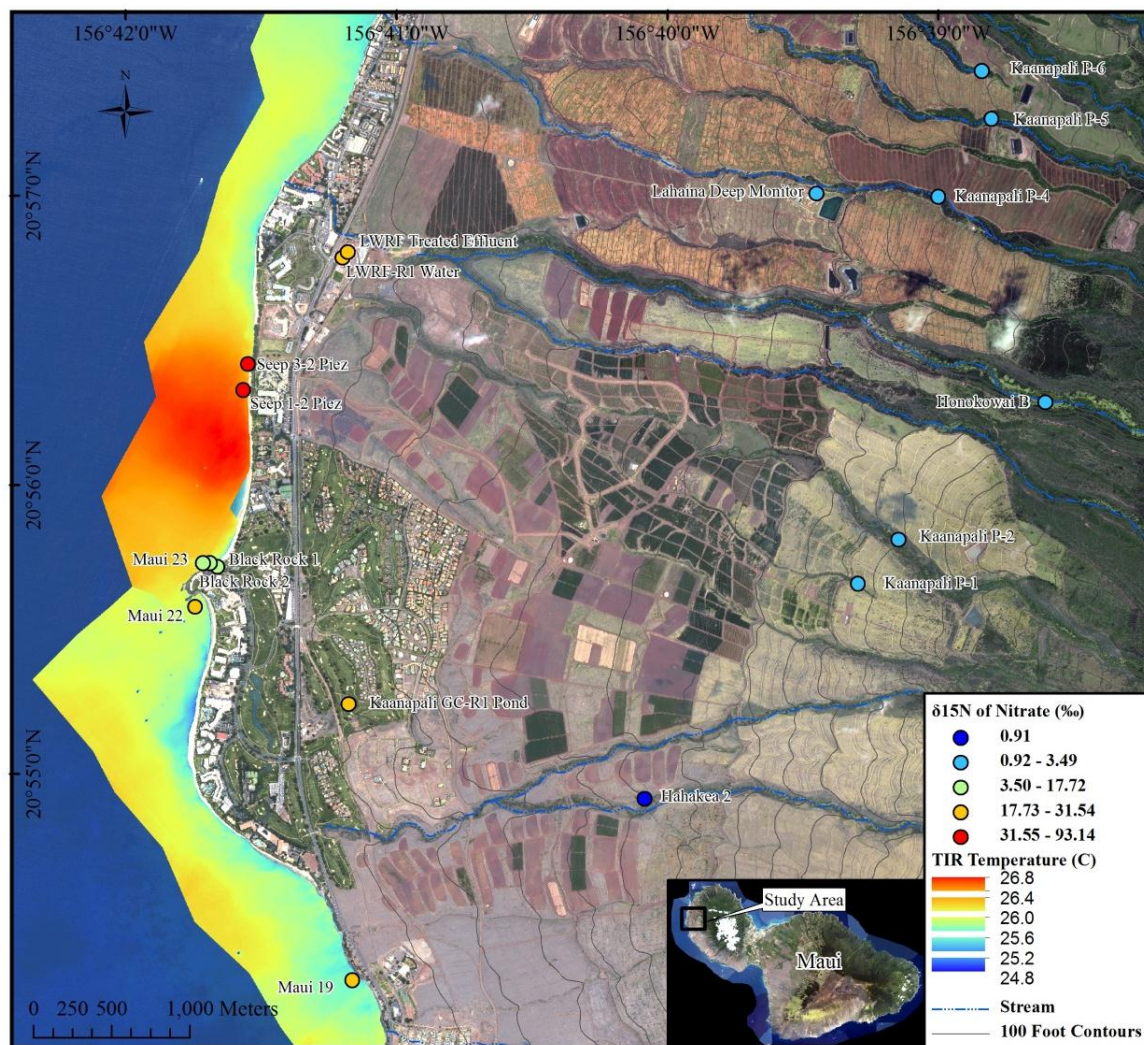 156°42'0"W
156°41'0"W
156°40'0"W
156°39'0"W
N
Kaanapali P-6
Kaanapali P-5
20°57'0"N
Lahaina Deep Monitor
Kaanapali P-4
LWRF Treated Effluent
LWRF-R1 Water
Seep 3-2 Piez
Seep 1-2 Piez
Honokowai B
20°56'0"N
Kaanapali P-2
Maui 23
Black Rock 1
Black Rock 2
Kaanapali P-1
Maui 22
Kaanapali GC-R1 Pond
20°55'0"N
Hahakea 2
Maui 19
0 250 500 1,000 Meters
Study Area
Maui
δ15N of Nitrate (‰)
0.91
0.92 - 3.49
3.50 - 17.72
17.73 - 31.54
31.55 - 93.14
TIR Temperature (C)
26.8
26.4
26.0
25.6
25.2
24.8
Stream
100 Foot Contours